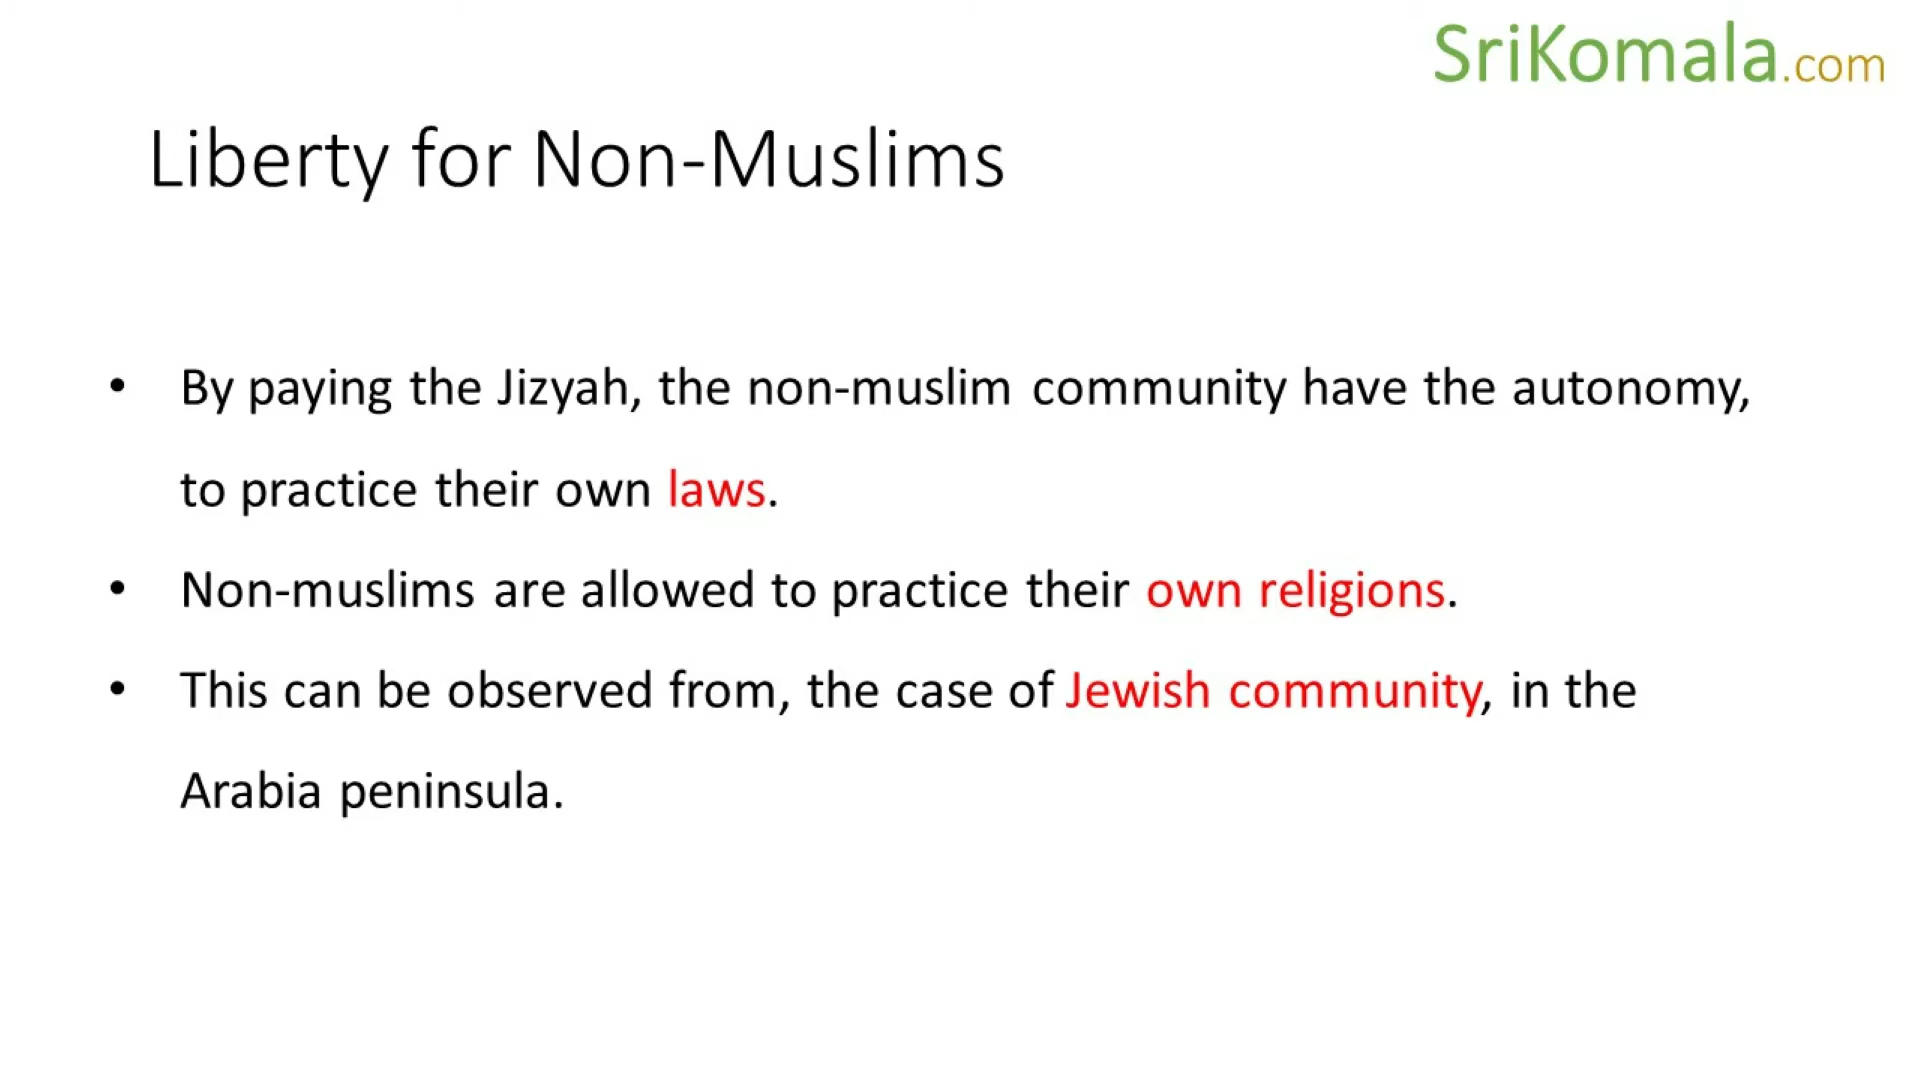 SriKomala.com
Liberty for Non-Muslims
• By paying the Jizyah, the non-muslim community have the autonomy,
to practice their own laws.
• Non-muslims are allowed to practice their own religions.
• This can be observed from, the case of Jewish community, in the
Arabia peninsula.